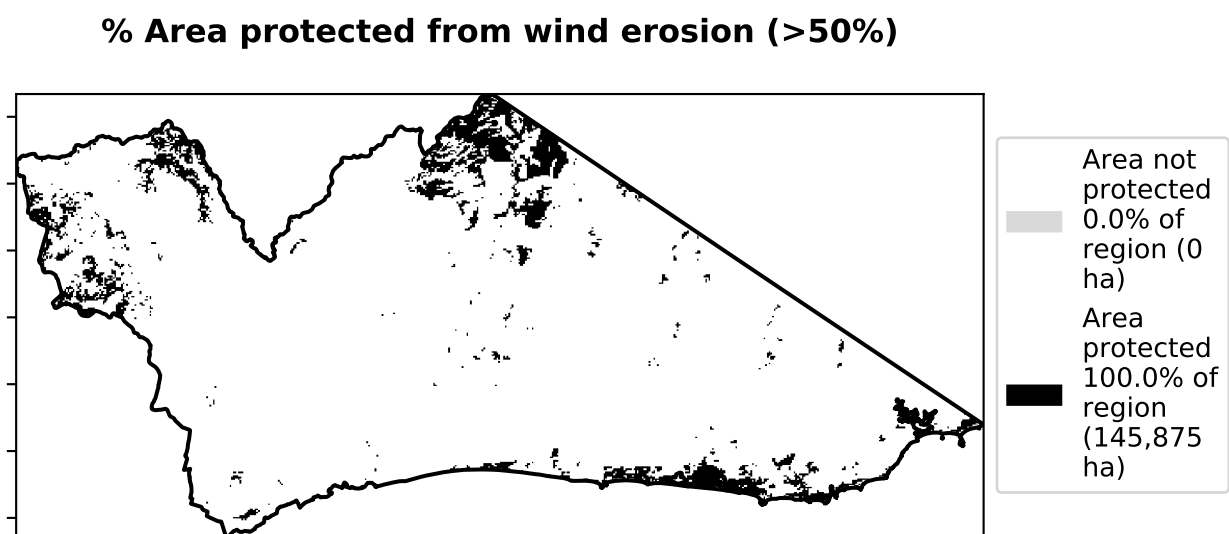 % Area protected from wind erosion (>50%)
Area not
protected
0.0% of
region (0
ha)
Area
protected
100.0% of
region
(145,875
ha)